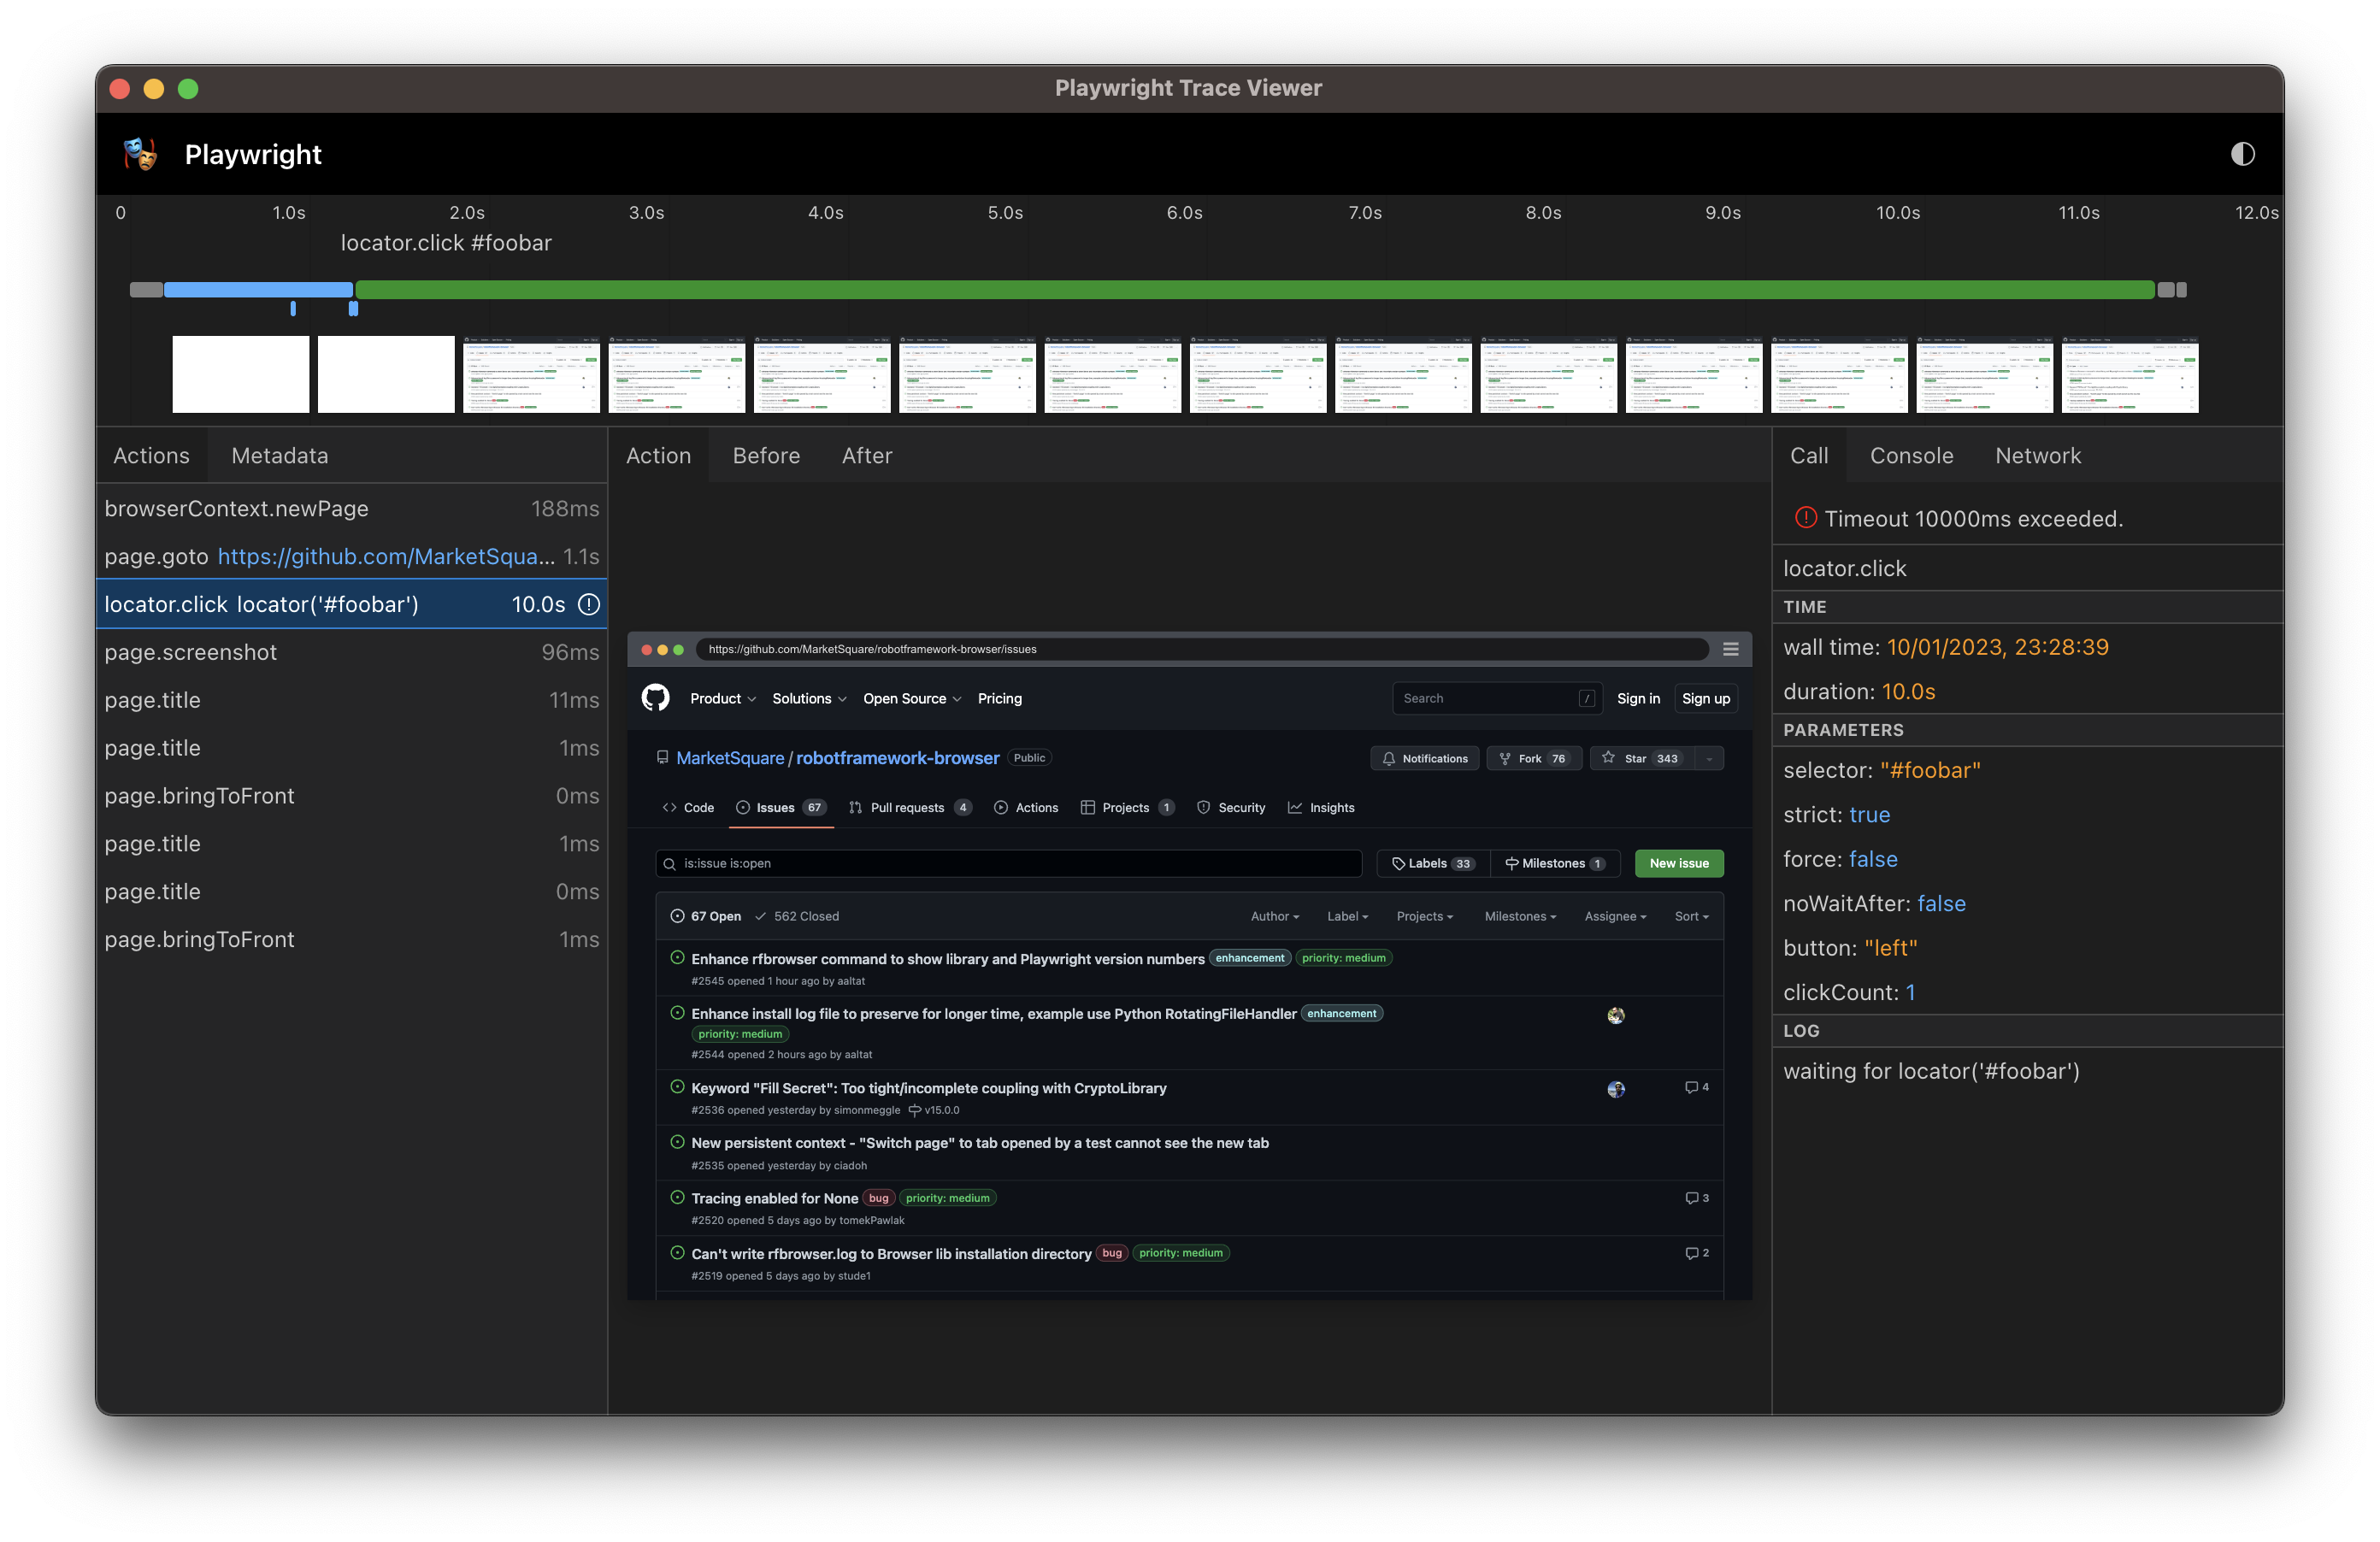 Playwright Trace Viewer
Playwright
0 1.0s 2.0s 3.0s 4.0s 5.0s 6.0s 7.0s 8.0s 9.0s 10.0s 11.0s 12.0s
locator.click #foobar
Actions Metadata
browserContext.newPage 188ms
page.goto https://github.com/MarketSqua... 1.1s
locator.click locator('#foobar') 10.0s
page.screenshot 96ms
page.title 11ms
page.title 1ms
page.bringToFront 0ms
page.title 1ms
page.title 0ms
page.bringToFront 1ms
Action Before After
https://github.com/MarketSquare/robotframework-browser/issues
Product Solutions Open Source Pricing Search / Sign in Sign up
MarketSquare / robotframework-browser Public Notifications Fork 76 Star 343
Code Issues 67 Pull requests 4 Actions Projects 1 Security Insights
is:issue is:open Labels 33 Milestones 1 New issue
67 Open 562 Closed Author Label Projects Milestones Assignee Sort
Enhance rfbrowser command to show library and Playwright version numbers enhancement priority: medium
#2545 opened 1 hour ago by aaltat
Enhance install log file to preserve for longer time, example use Python RotatingFileHandler enhancement
priority: medium
#2544 opened 2 hours ago by aaltat
Keyword "Fill Secret": Too tight/incomplete coupling with CryptoLibrary 4
#2536 opened yesterday by simonmeggle v15.0.0
New persistent context - "Switch page" to tab opened by a test cannot see the new tab
#2535 opened yesterday by ciadoh
Tracing enabled for None bug priority: medium 3
#2520 opened 5 days ago by tomekPawlak
Can't write rfbrowser.log to Browser lib installation directory bug priority: medium 2
#2519 opened 5 days ago by stude1
Call Console Network
Timeout 10000ms exceeded.
locator.click
TIME
wall time: 10/01/2023, 23:28:39
duration: 10.0s
PARAMETERS
selector: "#foobar"
strict: true
force: false
noWaitAfter: false
button: "left"
clickCount: 1
LOG
waiting for locator('#foobar')